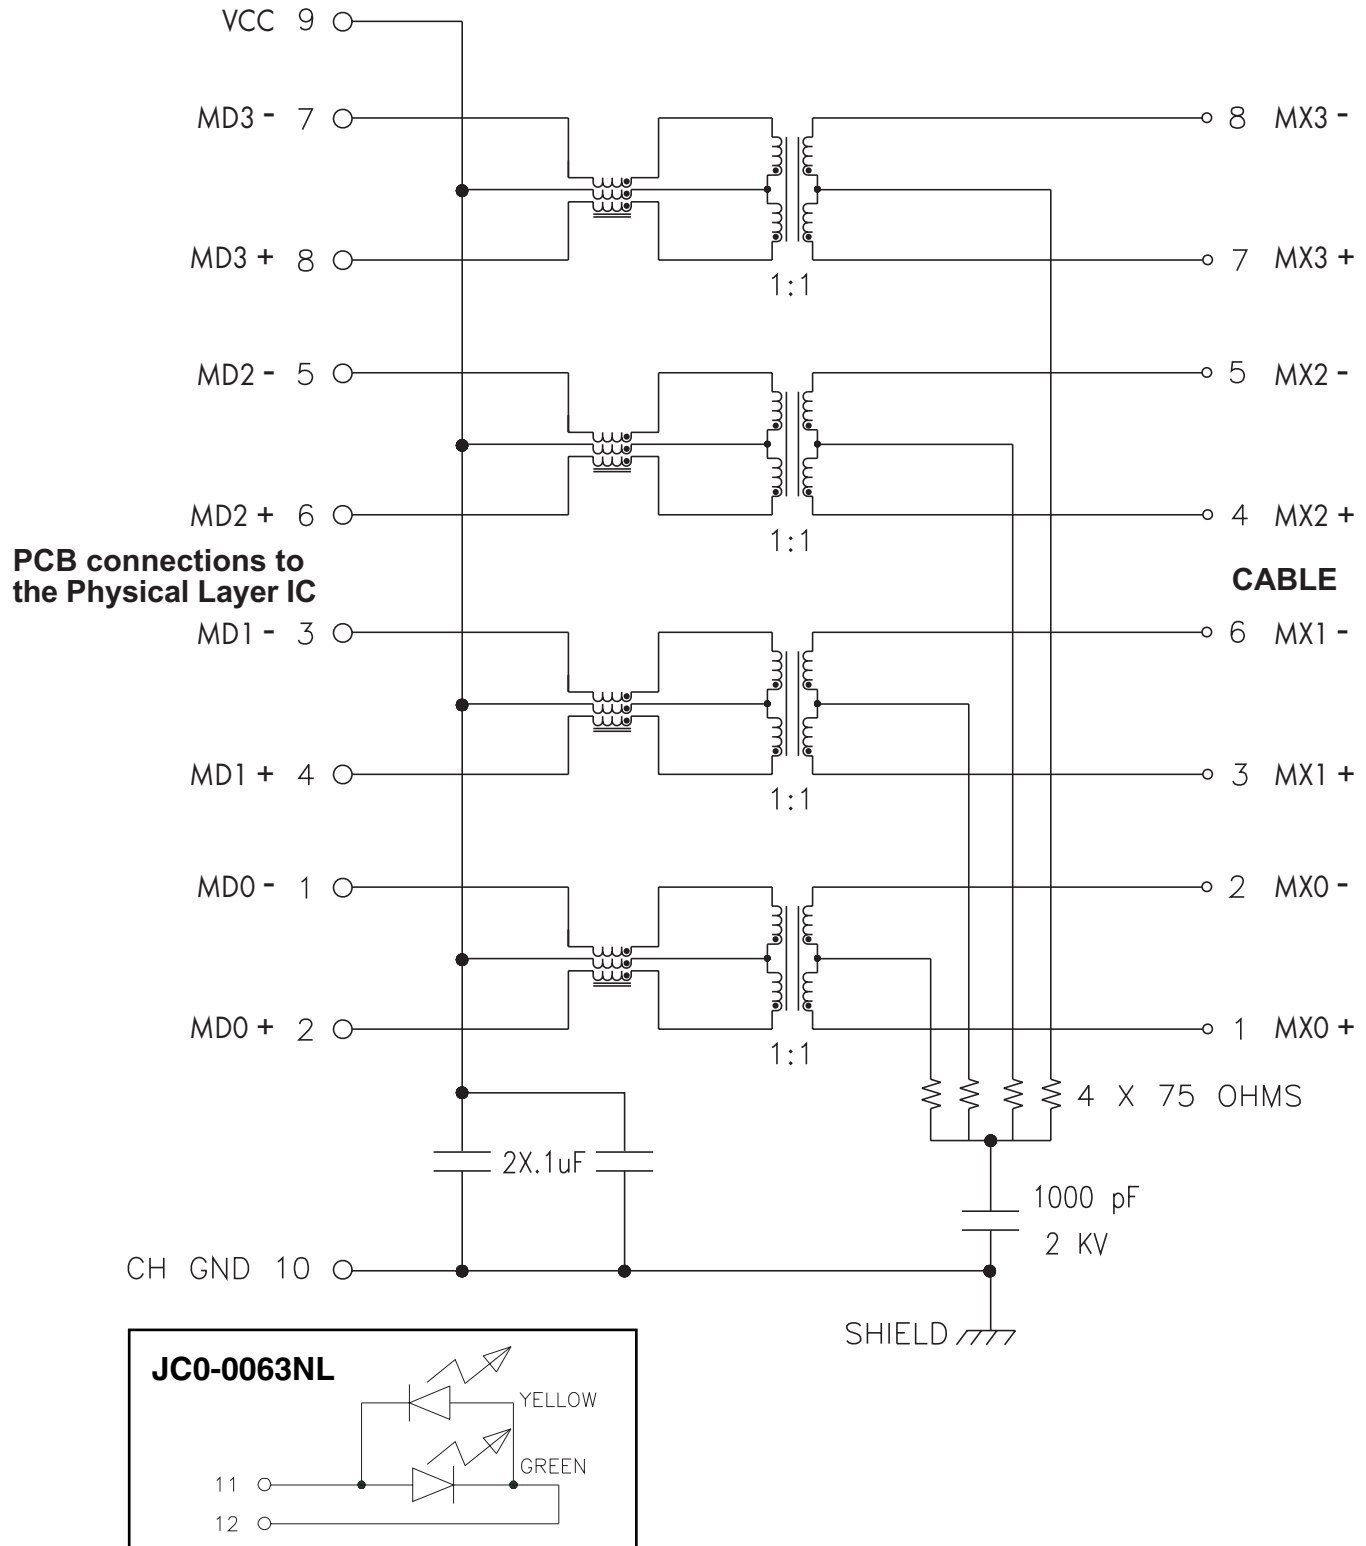 VCC 9
MD3 - 7
8 MX3 -
MD3 + 8
7 MX3 +
1:1
MD2 - 5
5 MX2 -
MD2 + 6
4 MX2 +
1:1
PCB connections to
the Physical Layer IC
CABLE
MD1 - 3
6 MX1 -
MD1 + 4
3 MX1 +
1:1
MD0 - 1
2 MX0 -
MD0 + 2
1 MX0 +
1:1
4 X 75 OHMS
2X.1uF
1000 pF
2 KV
CH GND 10
SHIELD
JC0-0063NL
YELLOW
GREEN
11
12